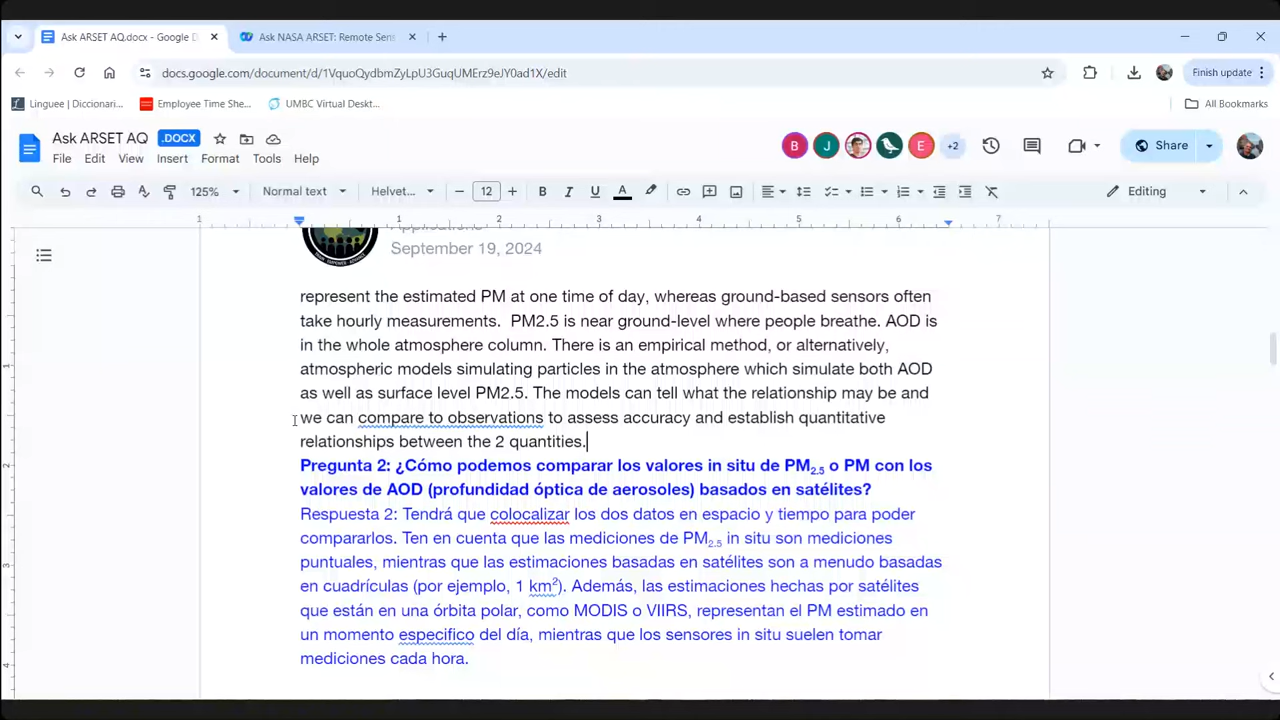 Ask ARSET AQ.docx - Google D
Ask NASA ARSET: Remote Sen
docs.google.com/document/d/1VquoQydbmZyLpU3GuqUMErz9eJY0ad1X/edit
Finish update
Linguee | Diccionari...
Employee Time She...
UMBC Virtual Deskt...
All Bookmarks
Ask ARSET AQ .DOCX
File Edit View Insert Format Tools Help
B J E +2 Share
125% Normal text Helvet... 12 B I U A Editing
1 1 2 3 4 5 6 7
September 19, 2024
represent the estimated PM at one time of day, whereas ground-based sensors often
take hourly measurements. PM2.5 is near ground-level where people breathe. AOD is
in the whole atmosphere column. There is an empirical method, or alternatively,
atmospheric models simulating particles in the atmosphere which simulate both AOD
as well as surface level PM2.5. The models can tell what the relationship may be and
we can compare to observations to assess accuracy and establish quantitative
relationships between the 2 quantities.
Pregunta 2: ¿Cómo podemos comparar los valores in situ de PM2.5 o PM con los
valores de AOD (profundidad óptica de aerosoles) basados en satélites?
Respuesta 2: Tendrá que colocalizar los dos datos en espacio y tiempo para poder
compararlos. Ten en cuenta que las mediciones de PM2.5 in situ son mediciones
puntuales, mientras que las estimaciones basadas en satélites son a menudo basadas
en cuadrículas (por ejemplo, 1 km²). Además, las estimaciones hechas por satélites
que están en una órbita polar, como MODIS o VIIRS, representan el PM estimado en
un momento especifico del día, mientras que los sensores in situ suelen tomar
mediciones cada hora.